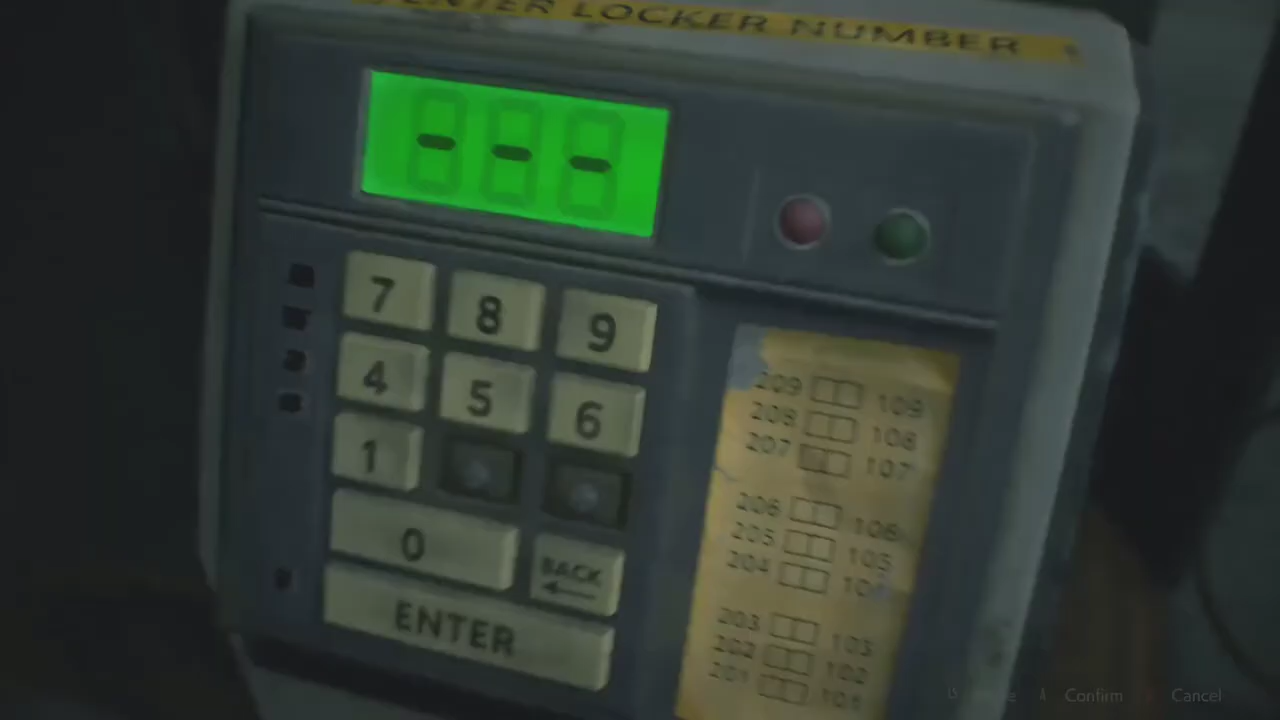 ENTER LOCKER NUMBER
- - -
7 8 9
4 5 6
1
0 BACK
ENTER
209 109
208 108
207 107
206 106
205 105
204
203 103
202 102
201 101
Confirm Cancel